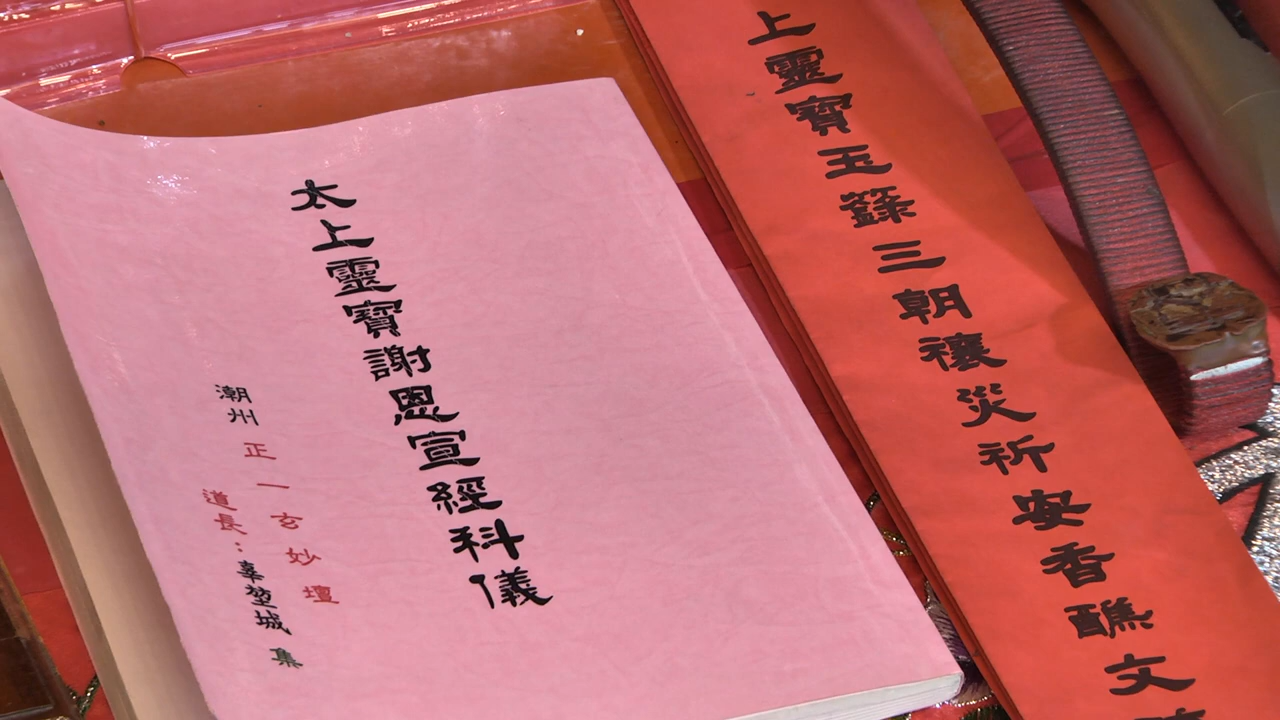 上靈寶玉籙三朝禳災祈安香醮文
太上靈寶謝恩宣經科儀
潮州正一玄妙壇
道長：辜堃城 集